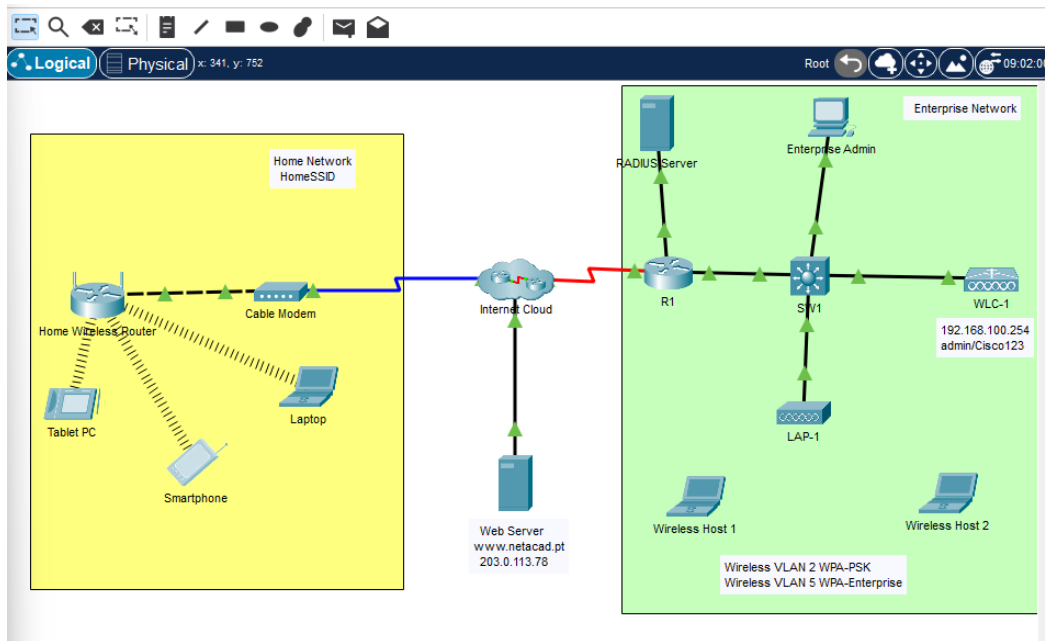 Logical
Physical
x: 341, y: 752
Root
09:02:00
Enterprise Network
Home Network
HomeSSID
RADIUS Server
Enterprise Admin
Home Wireless Router
Cable Modem
Internet Cloud
R1
SW1
WLC-1
192.168.100.254
admin/Cisco123
Tablet PC
Laptop
LAP-1
Smartphone
Web Server
www.netacad.pt
203.0.113.78
Wireless Host 1
Wireless Host 2
Wireless VLAN 2 WPA-PSK
Wireless VLAN 5 WPA-Enterprise